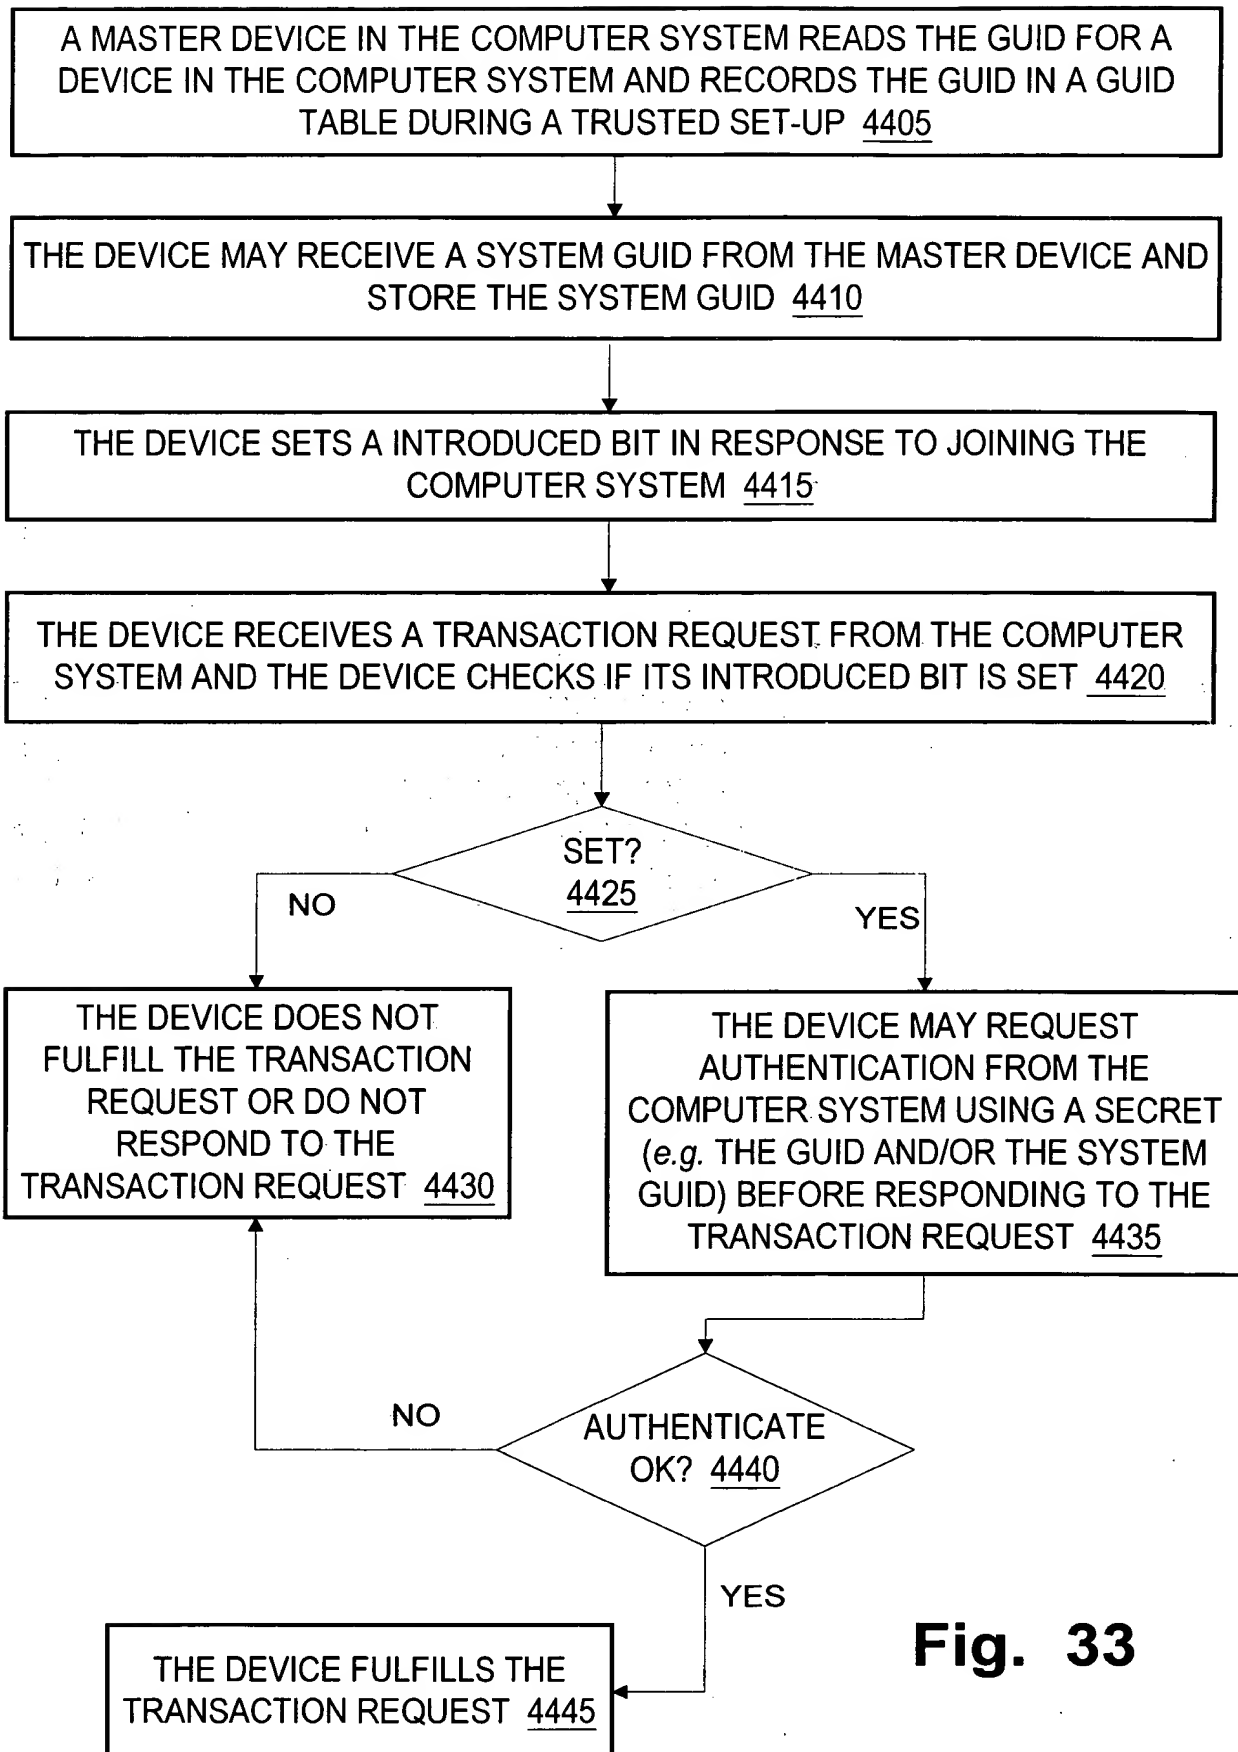 A MASTER DEVICE IN THE COMPUTER SYSTEM READS THE GUID FOR A
DEVICE IN THE COMPUTER SYSTEM AND RECORDS THE GUID IN A GUID
TABLE DURING A TRUSTED SET-UP 4405
THE DEVICE MAY RECEIVE A SYSTEM GUID FROM THE MASTER DEVICE AND
STORE THE SYSTEM GUID 4410
THE DEVICE SETS A INTRODUCED BIT IN RESPONSE TO JOINING THE
COMPUTER SYSTEM 4415
THE DEVICE RECEIVES A TRANSACTION REQUEST FROM THE COMPUTER
SYSTEM AND THE DEVICE CHECKS IF ITS INTRODUCED BIT IS SET 4420
SET?
4425
NO
YES
THE DEVICE DOES NOT
FULFILL THE TRANSACTION
REQUEST OR DO NOT
RESPOND TO THE
TRANSACTION REQUEST 4430
THE DEVICE MAY REQUEST
AUTHENTICATION FROM THE
COMPUTER SYSTEM USING A SECRET
(e.g. THE GUID AND/OR THE SYSTEM
GUID) BEFORE RESPONDING TO THE
TRANSACTION REQUEST 4435
NO
AUTHENTICATE
OK? 4440
YES
THE DEVICE FULFILLS THE
TRANSACTION REQUEST 4445
Fig. 33